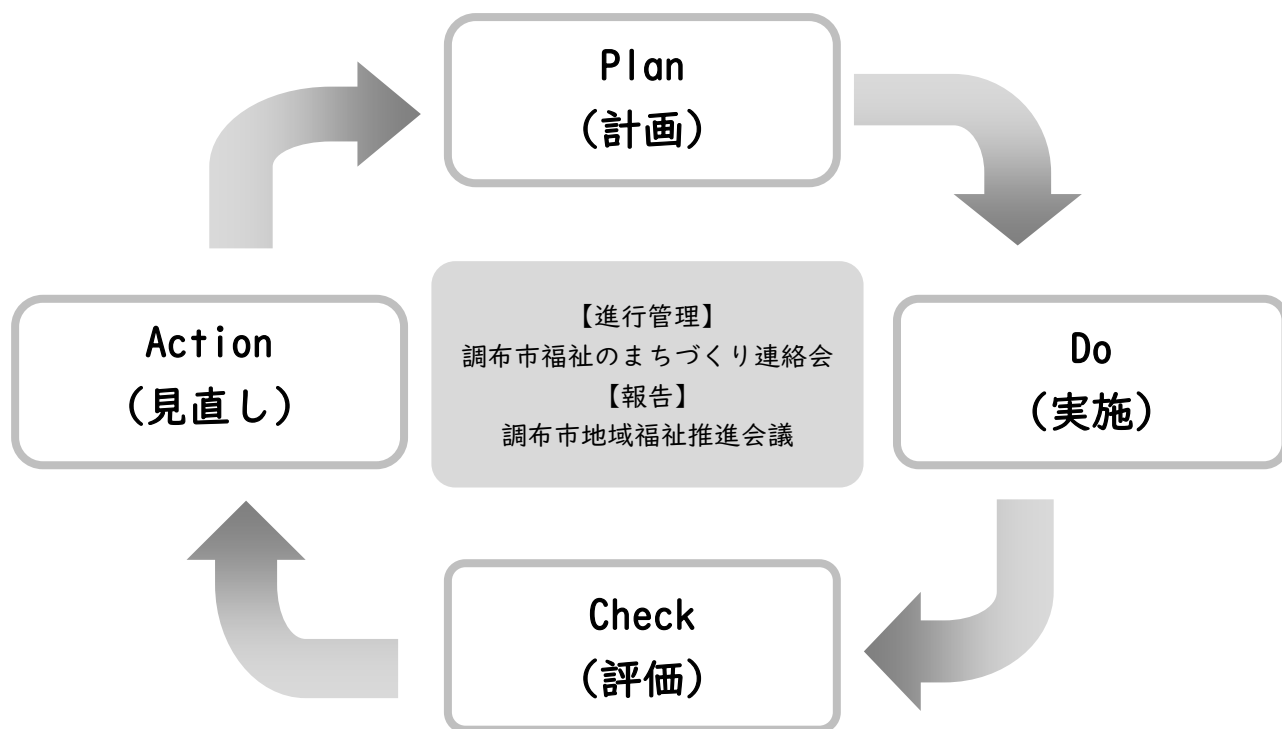 Plan
（計画）
Do
（実施）
Check
（評価）
Action
（見直し）
【進行管理】
調布市福祉のまちづくり連絡会
【報告】
調布市地域福祉推進会議